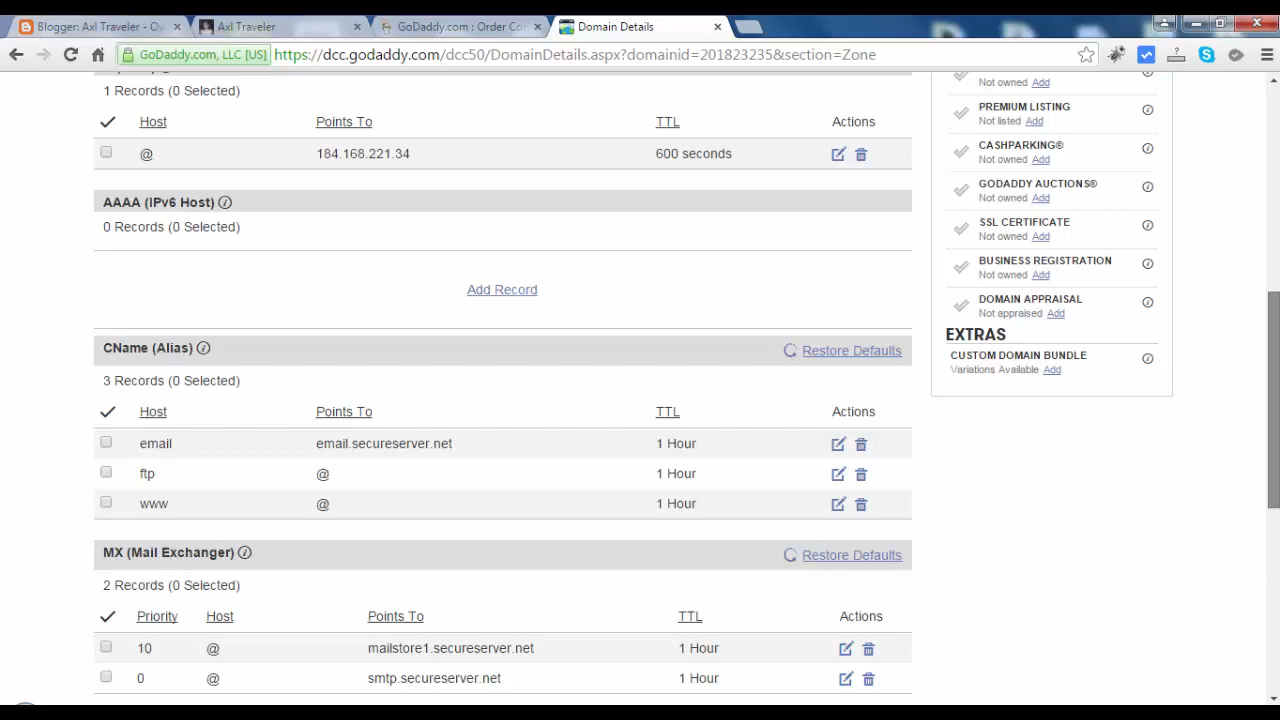 Blogger: Axl Traveler - Ov
Axl Traveler
GoDaddy.com : Order Co
Domain Details
GoDaddy.com, LLC [US]
https://dcc.godaddy.com/dcc50/DomainDetails.aspx?domainid=201823235&section=Zone
1 Records (0 Selected)
Host Points To TTL Actions
@ 184.168.221.34 600 seconds
AAAA (IPv6 Host)
0 Records (0 Selected)
Add Record
CName (Alias) Restore Defaults
3 Records (0 Selected)
Host Points To TTL Actions
email email.secureserver.net 1 Hour
ftp @ 1 Hour
www @ 1 Hour
MX (Mail Exchanger) Restore Defaults
2 Records (0 Selected)
Priority Host Points To TTL Actions
10 @ mailstore1.secureserver.net 1 Hour
0 @ smtp.secureserver.net 1 Hour
Not owned Add
PREMIUM LISTING
Not listed Add
CASHPARKING®
Not owned Add
GODADDY AUCTIONS®
Not owned Add
SSL CERTIFICATE
Not owned Add
BUSINESS REGISTRATION
Not owned Add
DOMAIN APPRAISAL
Not appraised Add
EXTRAS
CUSTOM DOMAIN BUNDLE
Variations Available Add